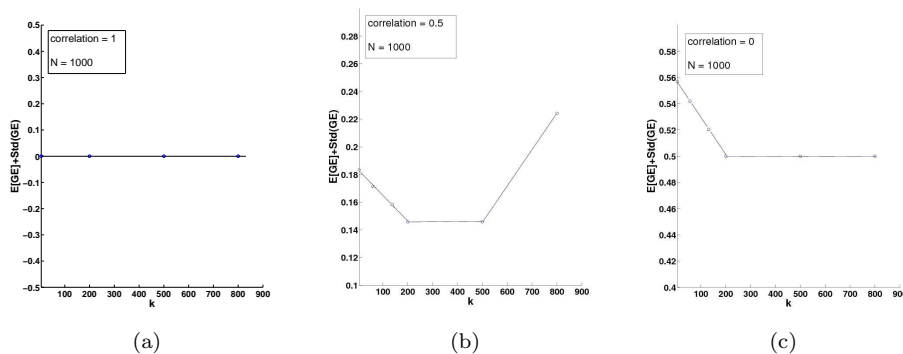 correlation = 1
N = 1000
E[GE]+Std(GE)
0.5
0.4
0.3
0.2
0.1
0
−0.1
−0.2
−0.3
−0.4
−0.5
100 200 300 400 500 600 700 800 900
k
(a)
correlation = 0.5
N = 1000
E[GE]+Std(GE)
0.28
0.26
0.24
0.22
0.2
0.18
0.16
0.14
0.12
0.1
100 200 300 400 500 600 700 800 900
k
(b)
correlation = 0
N = 1000
E[GE]+Std(GE)
0.58
0.56
0.54
0.52
0.5
0.48
0.46
0.44
0.42
0.4
100 200 300 400 500 600 700 800 900
k
(c)